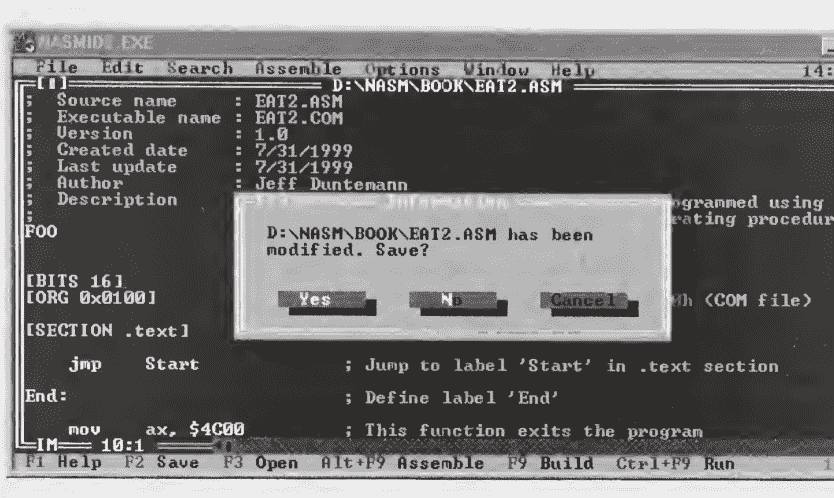 NASMIDE.EXE
File Edit Search Assemble Options Window Help 14:
D:\NASM\BOOK\EAT2.ASM
; Source name : EAT2.ASM
; Executable name : EAT2.COM
; Version : 1.0
; Created date : 7/31/1999
; Last update : 7/31/1999
; Author : Jeff Duntemann
; Description : ogrammed using
; rating procedur
FOO
Information
D:\NASM\BOOK\EAT2.ASM has been
modified. Save?
Yes No Cancel
[BITS 16]
[ORG 0x0100] 0h (COM file)
[SECTION .text]
jmp Start ; Jump to label 'Start' in .text section
End: ; Define label 'End'
mov ax, $4C00 ; This function exits the program
IM 10:1
F1 Help F2 Save F3 Open Alt+F9 Assemble F9 Build Ctrl+F9 Run